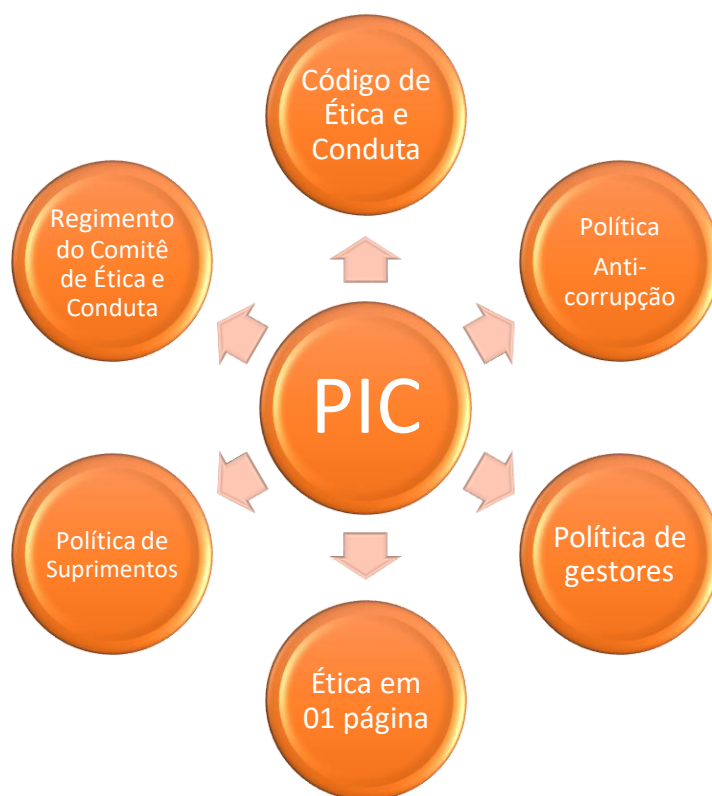 Código de
Ética e
Conduta
Regimento
do Comitê
de Ética e
Conduta
Política
Anti-
corrupção
PIC
Política de
Suprimentos
Política de
gestores
Ética em
01 página